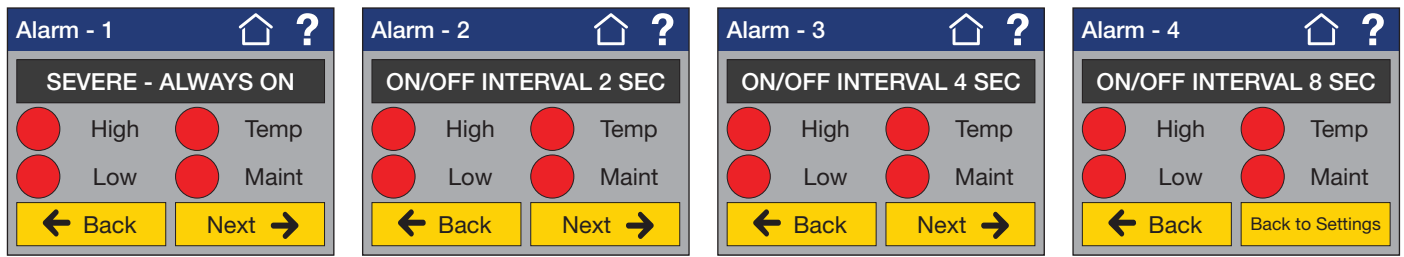 Alarm - 1 ?
SEVERE - ALWAYS ON
High Temp
Low Maint
Back Next
Alarm - 2 ?
ON/OFF INTERVAL 2 SEC
High Temp
Low Maint
Back Next
Alarm - 3 ?
ON/OFF INTERVAL 4 SEC
High Temp
Low Maint
Back Next
Alarm - 4 ?
ON/OFF INTERVAL 8 SEC
High Temp
Low Maint
Back Back to Settings